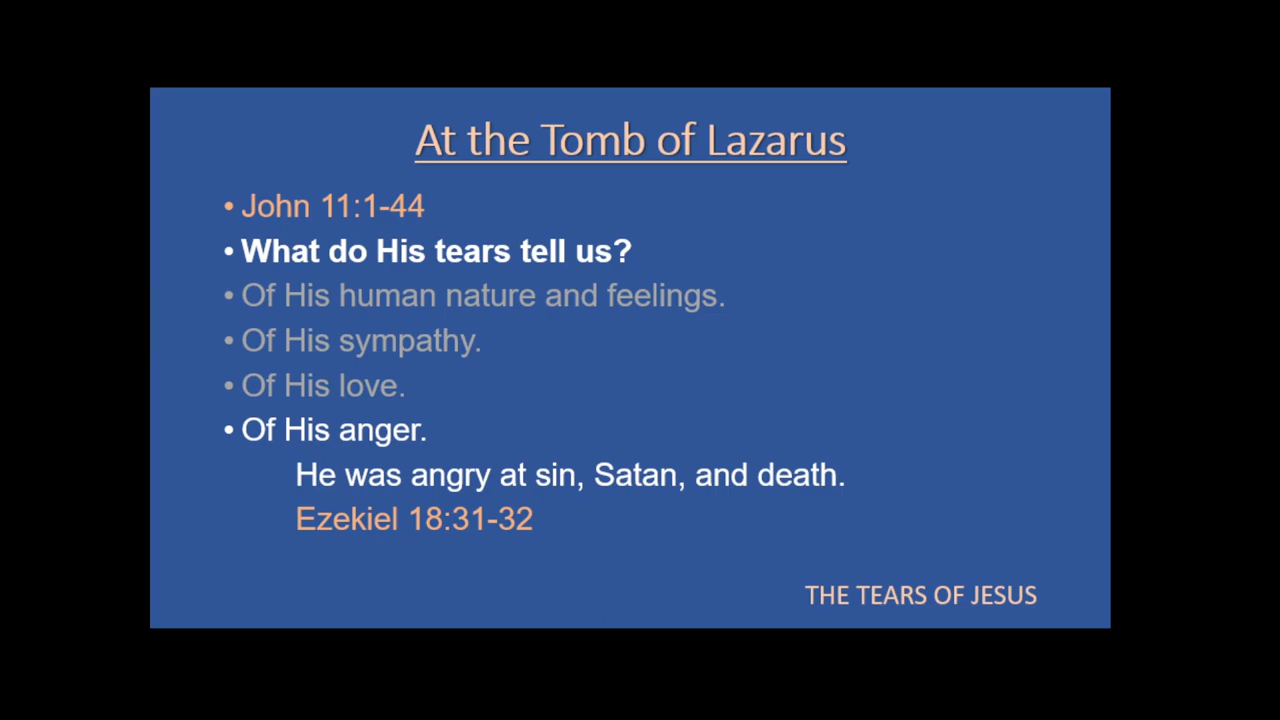 At the Tomb of Lazarus
• John 11:1-44
• What do His tears tell us?
• Of His human nature and feelings.
• Of His sympathy.
• Of His love.
• Of His anger.
He was angry at sin, Satan, and death.
Ezekiel 18:31-32
THE TEARS OF JESUS